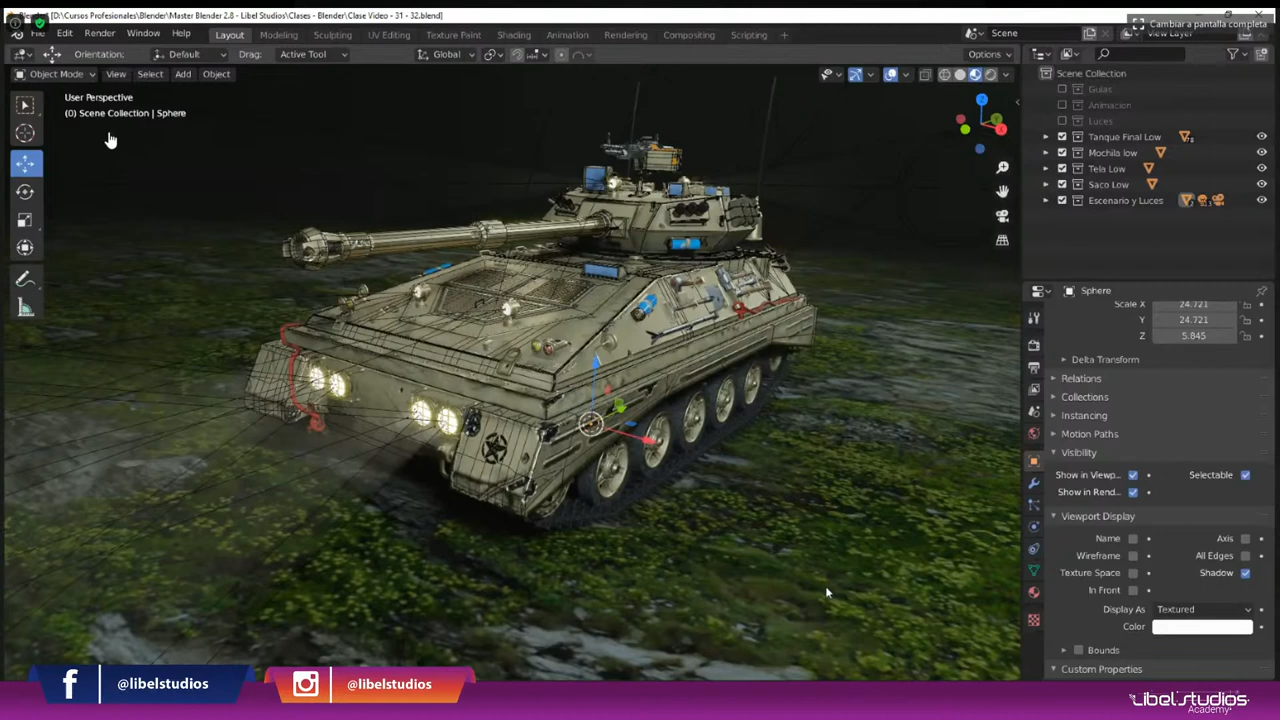 Blender [D:\Cursos Profesionales\Blender\Master Blender 2.8 - Libel Studios\Clases - Blender\Clase Video - 31 - 32.blend]
Cambiar a pantalla completa
File Edit Render Window Help
Layout Modeling Sculpting UV Editing Texture Paint Shading Animation Rendering Compositing Scripting +
Scene
View Layer
Orientation: Default Drag: Active Tool
Global
Options
Object Mode View Select Add Object
User Perspective
(0) Scene Collection | Sphere
Z
X
Scene Collection
Guias
Animacion
Luces
Tanque Final Low
Mochila low
Tela Low
Saco Low
Escenario y Luces
Sphere
Scale X 24.721
Y 24.721
Z 5.845
Delta Transform
Relations
Collections
Instancing
Motion Paths
Visibility
Show in Viewp...
Selectable
Show in Rend...
Viewport Display
Name
Axis
Wireframe
All Edges
Texture Space
Shadow
In Front
Display As Textured
Color
Bounds
Custom Properties
f @libelstudios
@libelstudios
Libel studios
Academy